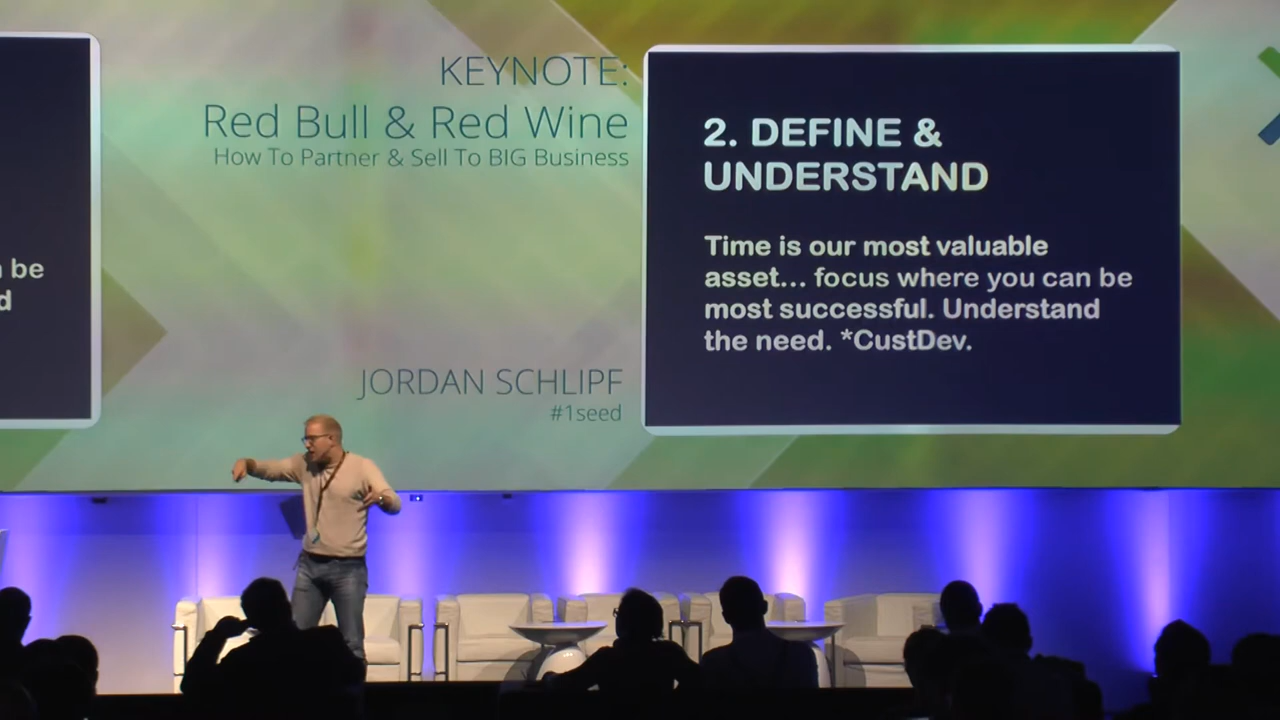 KEYNOTE:
Red Bull & Red Wine
How To Partner & Sell To BIG Business
JORDAN SCHLIPF
#1seed
2. DEFINE &
UNDERSTAND
Time is our most valuable
asset... focus where you can be
most successful. Understand
the need. *CustDev.
be